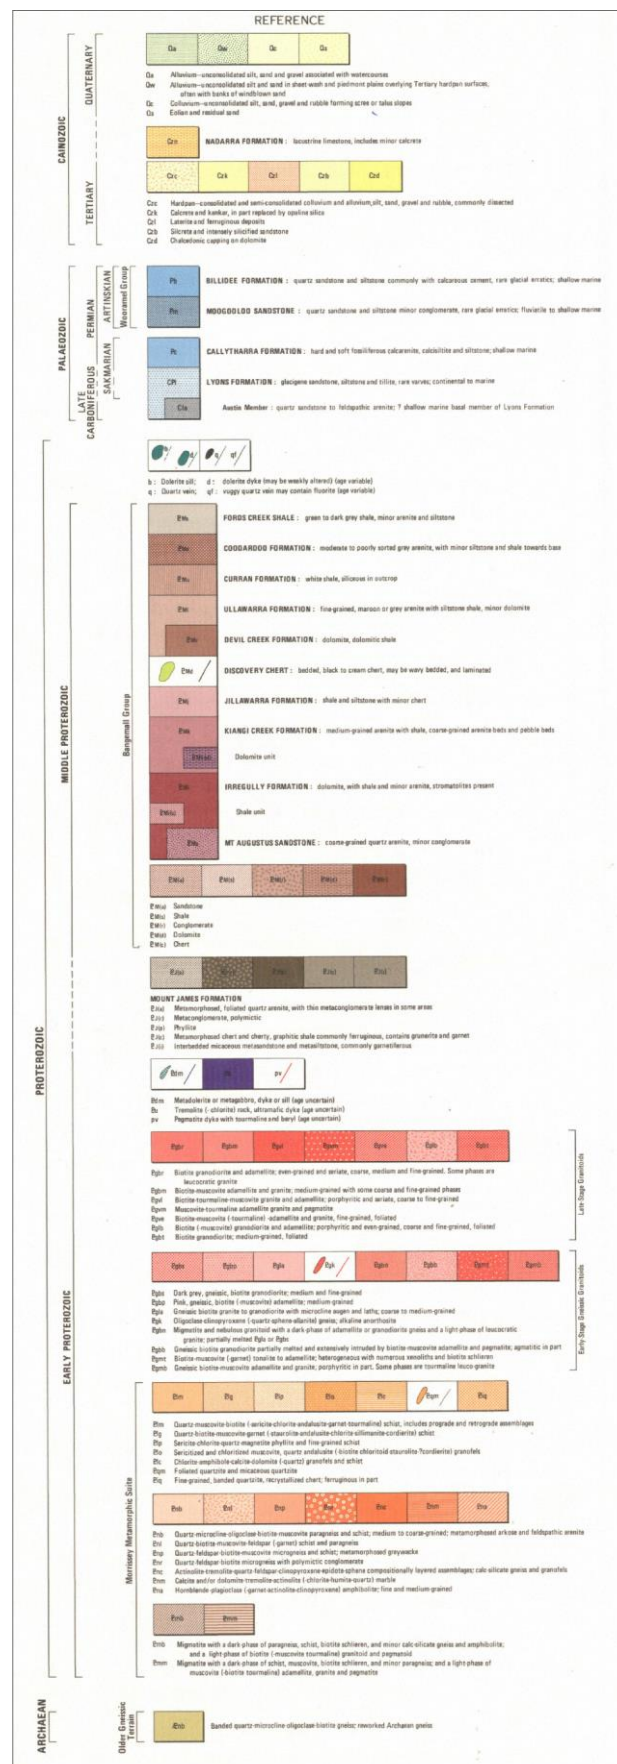 REFERENCE
CAINOZOIC
QUATERNARY
Qa Qw Qc Qs
Qa Alluvium—unconsolidated silt, sand and gravel associated with watercourses
Qw Alluvium—unconsolidated silt and sand in sheet-wash and piedmont plains overlying Tertiary hardpan surfaces,
often with banks of windblown sand
Qc Colluvium—unconsolidated silt, sand, gravel and rubble forming scree or talus slopes
Qs Eolian and residual sand
TERTIARY
Czn NADARRA FORMATION : lacustrine limestone, includes minor calcrete
Czc Czk Czl Czb Czd
Czc Hardpan—consolidated and semi-consolidated colluvium and alluvium, silt, sand, gravel and rubble, commonly dissected
Czk Calcrete and kankar, in part replaced by opaline silica
Czl Laterite and ferruginous deposits
Czb Silcrete and intensely silicified sandstone
Czd Chalcedonic capping on dolomite
PALAEOZOIC
PERMIAN
ARTINSKIAN
Wooramel Group
Pb BILLIDEE FORMATION : quartz sandstone and siltstone commonly with calcareous cement, rare glacial erratics; shallow marine
Pm MOOGOOLOO SANDSTONE : quartz sandstone and siltstone minor conglomerate, rare glacial erratics; fluviatile to shallow marine
SAKMARIAN
LATE CARBONIFEROUS
Pc CALLYTHARRA FORMATION : hard and soft fossiliferous calcarenite, calcisiltite and siltstone; shallow marine
CPl LYONS FORMATION : glacigene sandstone, siltstone and tillite, rare varves; continental to marine
Cla Austin Member : quartz sandstone to feldspathic arenite; ? shallow marine basal member of Lyons Formation
PROTEROZOIC
MIDDLE PROTEROZOIC
b d q qf
b : Dolerite sill; d : dolerite dyke (may be weakly altered) (age variable)
q : Quartz vein; qf : vuggy quartz vein may contain fluorite (age variable)
Bangemall Group
FORDS CREEK SHALE : green to dark grey shale, minor arenite and siltstone
COODARDOO FORMATION : moderate to poorly sorted grey arenite, with minor siltstone and shale towards base
CURRAN FORMATION : white shale, siliceous in outcrop
ULLAWARRA FORMATION : fine-grained, maroon or grey arenite with siltstone shale, minor dolomite
DEVIL CREEK FORMATION : dolomite, dolomitic shale
DISCOVERY CHERT : bedded, black to cream chert, may be wavy bedded, and laminated
JILLAWARRA FORMATION : shale and siltstone with minor chert
KIANGI CREEK FORMATION : medium-grained arenite with shale, coarse-grained arenite beds and pebble beds
Dolomite unit
IRREGULLY FORMATION : dolomite, with shale and minor arenite, stromatolites present
Shale unit
MT AUGUSTUS SANDSTONE : coarse-grained quartz arenite, minor conglomerate
Sandstone
Shale
Conglomerate
Dolomite
Chert
MOUNT JAMES FORMATION
Metamorphosed, foliated quartz arenite, with thin metaconglomerate lenses in some areas
Metaconglomerate, polymictic
Phyllite
Metamorphosed chert and cherty, graphitic shale commonly ferruginous, contains grunerite and garnet
Interbedded micaceous metasandstone and metasiltstone, commonly garnetiferous
EARLY PROTEROZOIC
Metadolerite or metagabbro, dyke or sill (age uncertain)
Tremolite (-chlorite) rock, ultramafic dyke (age uncertain)
pv Pegmatite dyke with tourmaline and beryl (age uncertain)
Late-Stage Granitoids
Biotite granodiorite and adamellite; even-grained and seriate, coarse, medium and fine-grained. Some phases are
leucocratic granite
Biotite-muscovite adamellite and granite; medium-grained with some coarse and fine-grained phases
Biotite-tourmaline-muscovite granite and adamellite; porphyritic and seriate, coarse to fine-grained
Muscovite-tourmaline adamellite granite and pegmatite
Biotite-muscovite (-tourmaline) -adamellite and granite, fine-grained, foliated
Biotite (-muscovite) granodiorite and adamellite; porphyritic and even-grained, coarse and fine-grained, foliated
Biotite granodiorite; medium-grained, foliated
Early-Stage Gneissic Granitoids
Dark grey, gneissic, biotite granodiorite; medium and fine-grained
Pink, gneissic, biotite (-muscovite) adamellite; medium-grained
Gneissic biotite granite to granodiorite with microcline augen and laths; coarse to medium-grained
Oligoclase-clinopyroxene (-quartz-sphene-allanite) gneiss; alkaline anorthosite
Migmatite and nebulous granitoid with a dark-phase of adamellite or granodiorite gneiss and a light-phase of leucocratic
granite; partially melted
Gneissic biotite granodiorite partially melted and extensively intruded by biotite-muscovite adamellite and pegmatite; agmatitic in part
Biotite-muscovite (-garnet) tonalite to adamellite; heterogeneous with numerous xenoliths and biotite schlieren
Gneissic biotite-muscovite adamellite and granite, porphyritic in part. Some phases are tourmaline leuco-granite
Morrissey Metamorphic Suite
Quartz-muscovite-biotite (-sericite-chlorite-andalusite-garnet-tourmaline) schist, includes prograde and retrograde assemblages
Quartz-biotite-muscovite-garnet (-staurolite-andalusite-chlorite-sillimanite-cordierite) schist
Sericite-chlorite-quartz-magnetite phyllite and fine-grained schist
Sericitized and chloritized muscovite, quartz andalusite (-biotite chloritoid staurolite-?cordierite) granofels
Chlorite-amphibole-calcite-dolomite (-quartz) granofels and schist
Foliated quartzite and micaceous quartzite
Fine-grained, banded quartzite, recrystallized chert; ferruginous in part
Quartz-microcline-oligoclase-biotite-muscovite paragneiss and schist; medium to coarse-grained; metamorphosed arkose and feldspathic arenite
Quartz-biotite-muscovite-feldspar (-garnet) schist and paragneiss
Quartz-feldspar-biotite-muscovite microgneiss and schist; metamorphosed greywacke
Quartz-feldspar-biotite microgneiss with polymictic conglomerate
Actinolite-tremolite-quartz-feldspar-clinopyroxene-epidote-sphene compositionally layered assemblages; calc-silicate gneiss and granofels
Calcite and/or dolomite-tremolite-actinolite (-chlorite-humite-quartz) marble
Hornblende-plagioclase (-garnet-actinolite-clinopyroxene) amphibolite; fine and medium-grained
Migmatite with a dark-phase of paragneiss, schist, biotite schlieren, and minor calc-silicate gneiss and amphibolite;
and a light-phase of biotite (-muscovite tourmaline) granitoid and pegmatoid
Migmatite with a dark-phase of schist, muscovite, biotite schlieren, and minor paragneiss; and a light-phase of
muscovite (-biotite tourmaline) adamellite, granite and pegmatite
ARCHAEAN
Older Gneissic Terrain
Banded quartz-microcline oligoclase-biotite gneiss; reworked Archaean gneiss